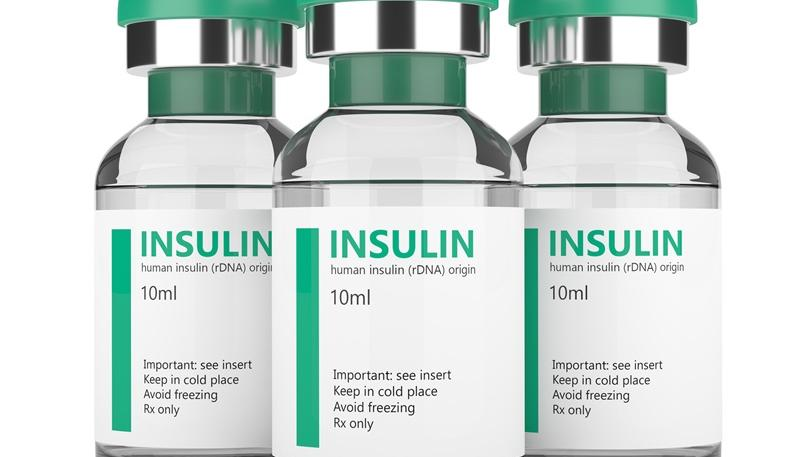 INSULIN
human insulin (rDNA) origin
10ml
Important: see insert
Keep in cold place
Avoid freezing
Rx only
INSULIN
human insulin (rDNA) origin
10ml
Important: see insert
Keep in cold place
Avoid freezing
Rx only
INSULIN
human insulin (rDNA) origin
10ml
Important: see insert
Keep in cold place
Avoid freezing
Rx only